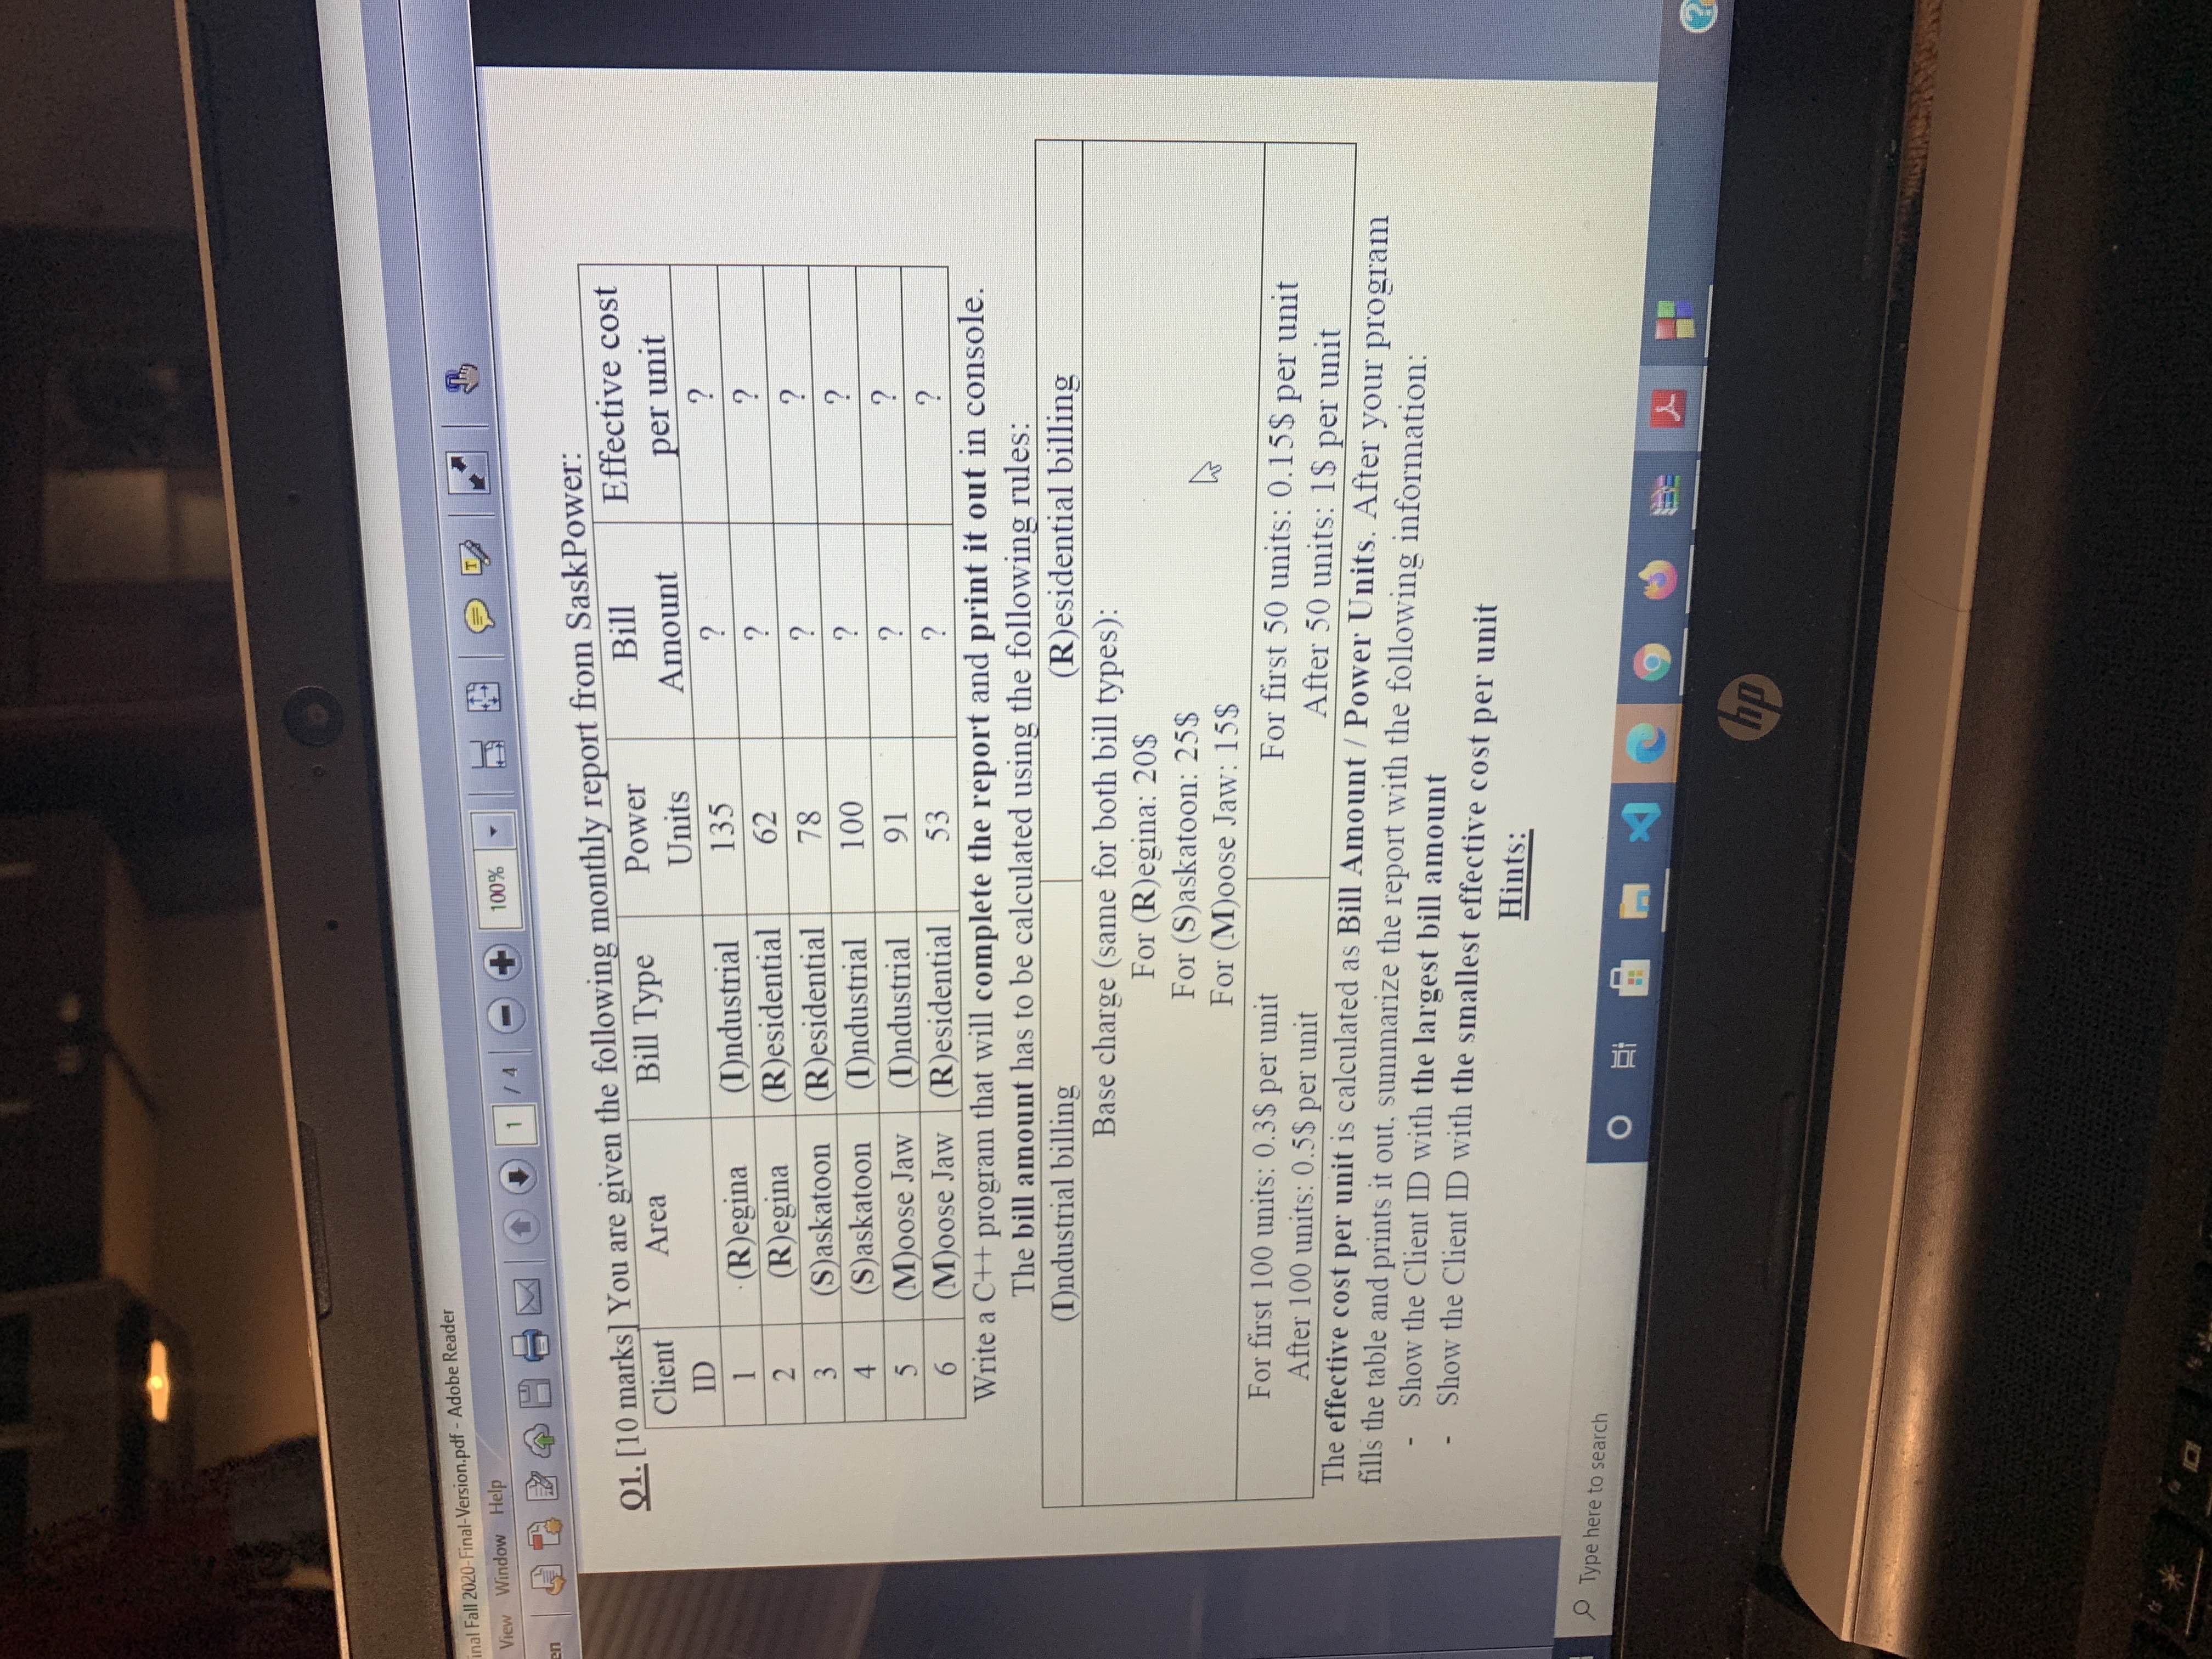 inal Fall 2020-Final-Version.pdf - Adobe Reader
View Window Help
en 1 / 4 100%
Q1. [10 marks] You are given the following monthly report from SaskPower:
Client ID Area Bill Type Power Units Bill Amount Effective cost per unit
1 (R)egina (I)ndustrial 135 ? ?
2 (R)egina (R)esidential 62 ? ?
3 (S)askatoon (R)esidential 78 ? ?
4 (S)askatoon (I)ndustrial 100 ? ?
5 (M)oose Jaw (I)ndustrial 91 ? ?
6 (M)oose Jaw (R)esidential 53 ? ?
Write a C++ program that will complete the report and print it out in console.
The bill amount has to be calculated using the following rules:
(I)ndustrial billing (R)esidential billing
Base charge (same for both bill types):
For (R)egina: 20$
For (S)askatoon: 25$
For (M)oose Jaw: 15$
For first 100 units: 0.3$ per unit For first 50 units: 0.15$ per unit
After 100 units: 0.5$ per unit After 50 units: 1$ per unit
The effective cost per unit is calculated as Bill Amount / Power Units. After your program
fills the table and prints it out, summarize the report with the following information:
- Show the Client ID with the largest bill amount
- Show the Client ID with the smallest effective cost per unit
Hints:
Type here to search
hp